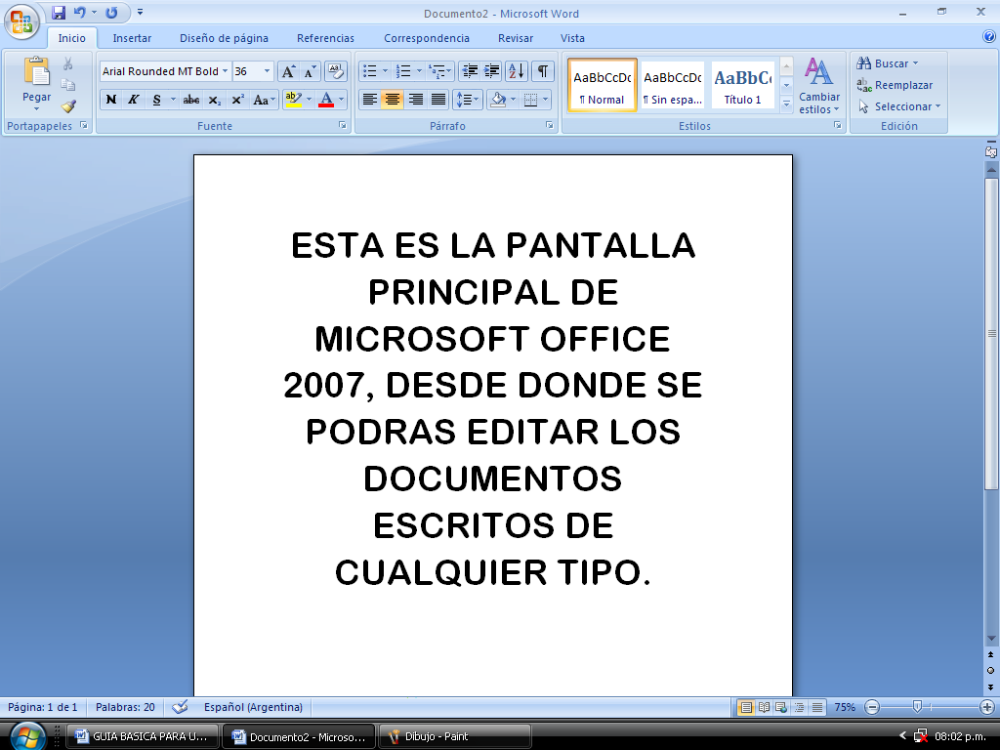 Documento2 - Microsoft Word
Inicio Insertar Diseño de página Referencias Correspondencia Revisar Vista
Pegar
Portapapeles
Arial Rounded MT Bold 36
N K S abc x₂ x² Aa
Fuente
Párrafo
AaBbCcDc AaBbCcDc AaBbC
¶ Normal ¶ Sin espa... Título 1
Cambiar
estilos
Estilos
Buscar
Reemplazar
Seleccionar
Edición
ESTA ES LA PANTALLA
PRINCIPAL DE
MICROSOFT OFFICE
2007, DESDE DONDE SE
PODRAS EDITAR LOS
DOCUMENTOS
ESCRITOS DE
CUALQUIER TIPO.
Página: 1 de 1 Palabras: 20 Español (Argentina) 75%
GUIA BASICA PARA U... Documento2 - Microso... Dibujo - Paint 08:02 p.m.